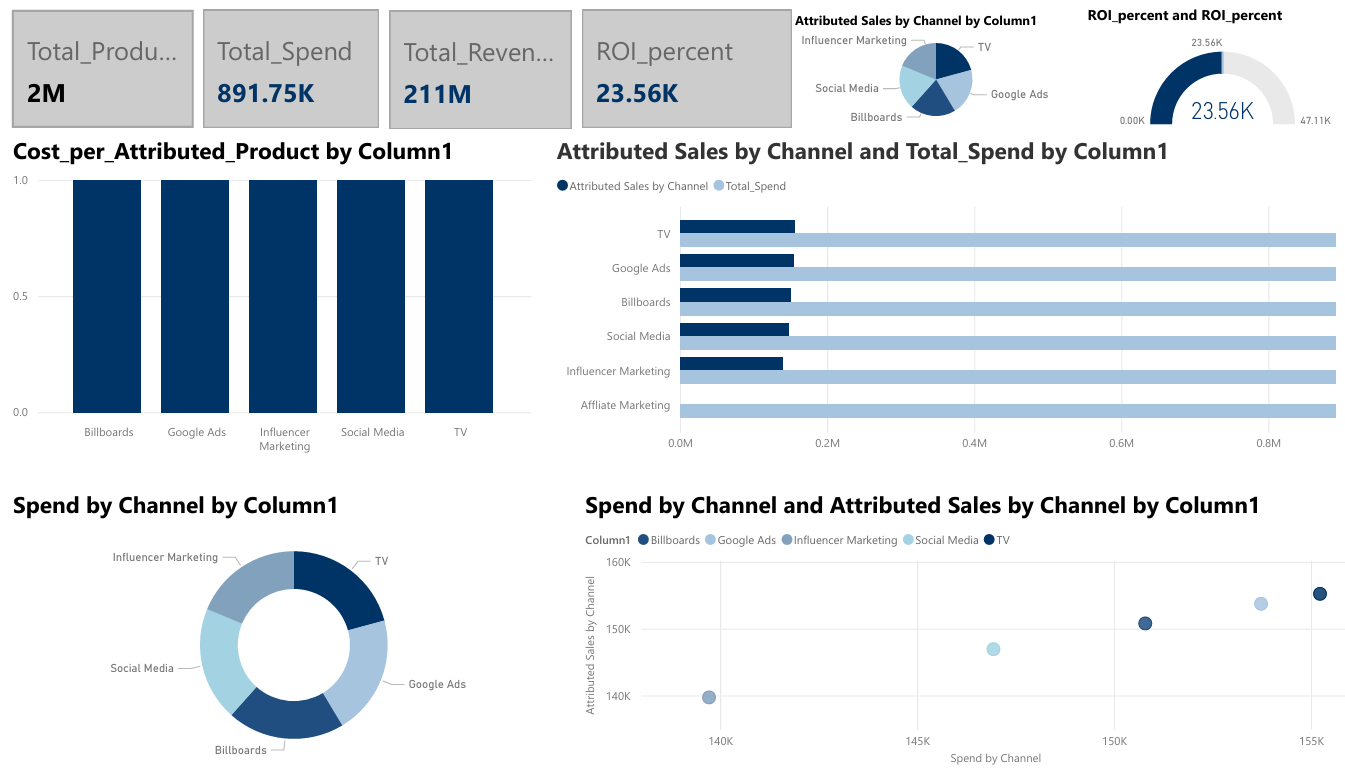 Total_Produ...
2M
Total_Spend
891.75K
Total_Reven...
211M
ROI_percent
23.56K
Attributed Sales by Channel by Column1
Influencer Marketing
TV
Social Media
Google Ads
Billboards
ROI_percent and ROI_percent
23.56K
23.56K
0.00K
47.11K
Cost_per_Attributed_Product by Column1
1.0
0.5
0.0
Billboards
Google Ads
Influencer
Marketing
Social Media
TV
Attributed Sales by Channel and Total_Spend by Column1
Attributed Sales by Channel
Total_Spend
TV
Google Ads
Billboards
Social Media
Influencer Marketing
Affliate Marketing
0.0M
0.2M
0.4M
0.6M
0.8M
Spend by Channel by Column1
Influencer Marketing
TV
Social Media
Google Ads
Billboards
Spend by Channel and Attributed Sales by Channel by Column1
Column1
Billboards
Google Ads
Influencer Marketing
Social Media
TV
Attributed Sales by Channel
160K
150K
140K
140K
145K
150K
155K
Spend by Channel